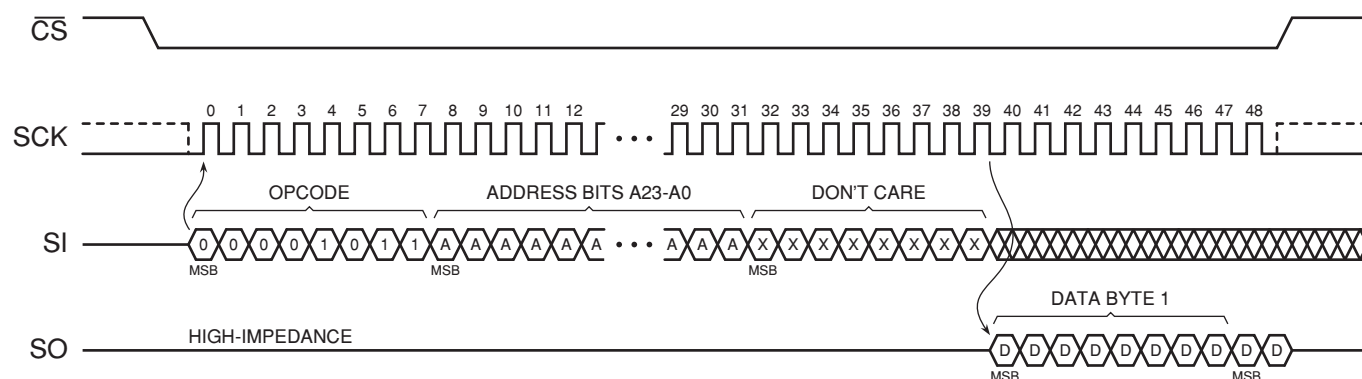 CS
0 1 2 3 4 5 6 7 8 9 10 11 12 29 30 31 32 33 34 35 36 37 38 39 40 41 42 43 44 45 46 47 48
SCK • • •
OPCODE ADDRESS BITS A23-A0 DON'T CARE
SI 0 0 0 0 1 0 1 1 A A A A A A • • • A A A X X X X X X X X
MSB MSB MSB
DATA BYTE 1
HIGH-IMPEDANCE
SO D D D D D D D D D D
MSB MSB